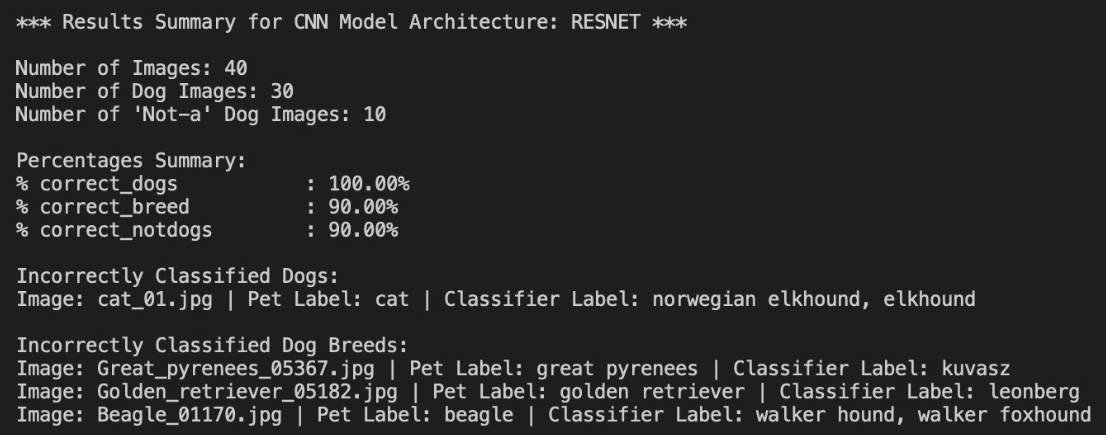 *** Results Summary for CNN Model Architecture: RESNET ***
Number of Images: 40
Number of Dog Images: 30
Number of 'Not-a' Dog Images: 10
Percentages Summary:
% correct_dogs : 100.00%
% correct_breed : 90.00%
% correct_notdogs : 90.00%
Incorrectly Classified Dogs:
Image: cat_01.jpg | Pet Label: cat | Classifier Label: norwegian elkhound, elkhound
Incorrectly Classified Dog Breeds:
Image: Great_pyrenees_05367.jpg | Pet Label: great pyrenees | Classifier Label: kuvasz
Image: Golden_retriever_05182.jpg | Pet Label: golden retriever | Classifier Label: leonberg
Image: Beagle_01170.jpg | Pet Label: beagle | Classifier Label: walker hound, walker foxhound